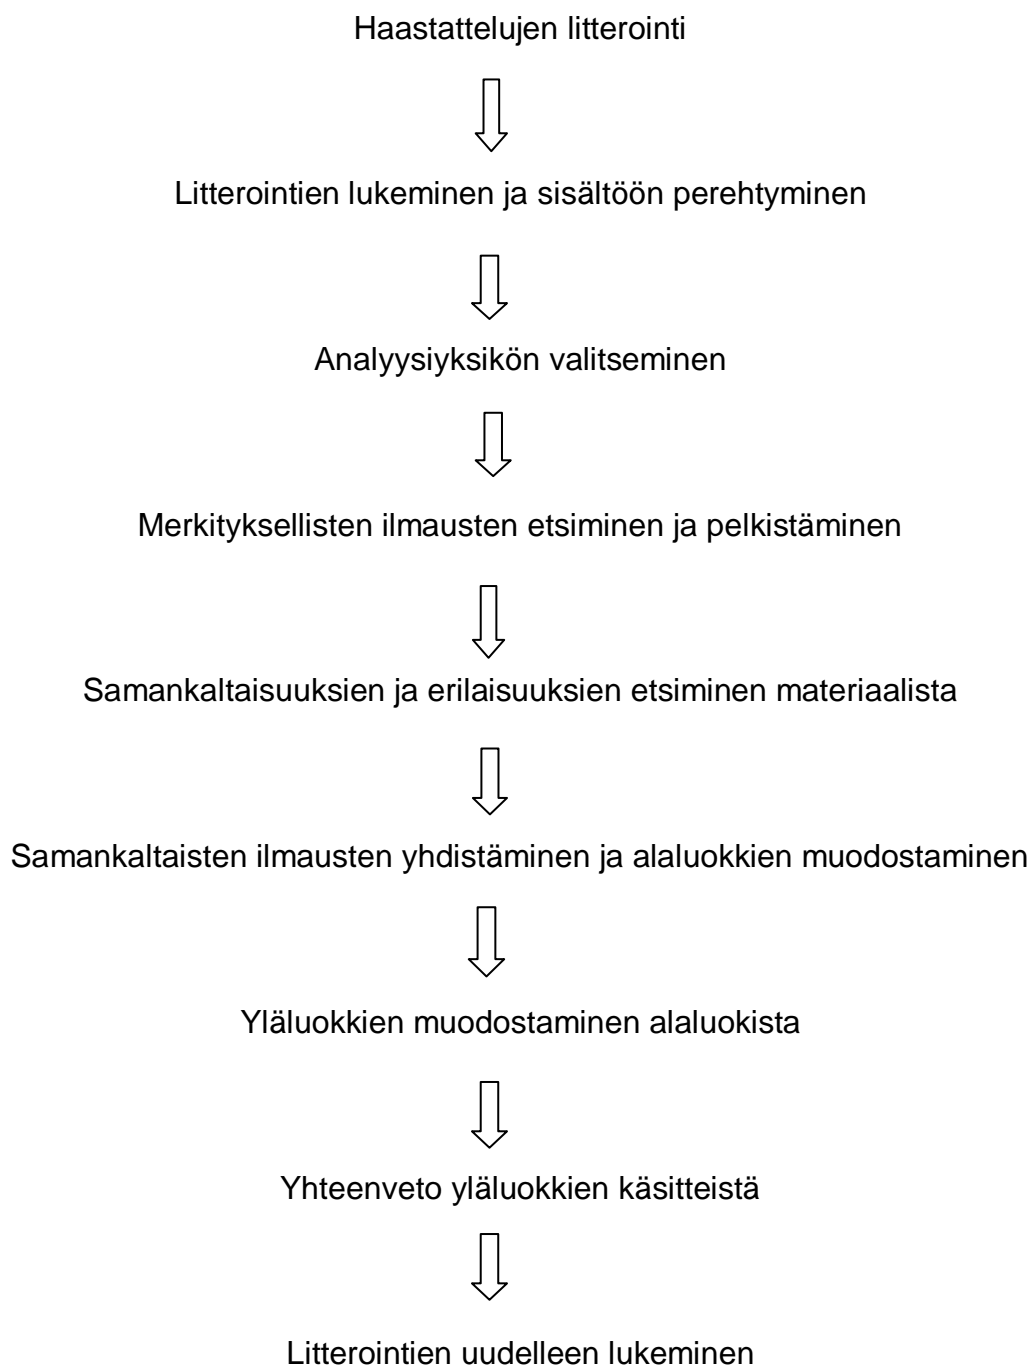 Haastattelujen litterointi
Litterointien lukeminen ja sisältöön perehtyminen
Analyysiyksikön valitseminen
Merkityksellisten ilmausten etsiminen ja pelkistäminen
Samankaltaisuuksien ja erilaisuuksien etsiminen materiaalista
Samankaltaisten ilmausten yhdistäminen ja alaluokkien muodostaminen
Yläluokkien muodostaminen alaluokista
Yhteenveto yläluokkien käsitteistä
Litterointien uudelleen lukeminen